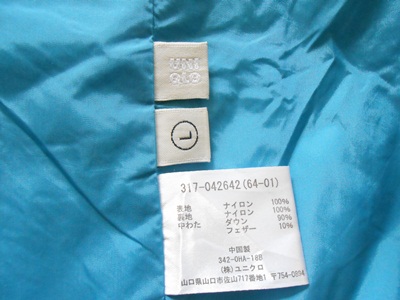 UNI
QLO
L
317-042642(64-01)
表地 ナイロン 100%
裏地 ナイロン 100%
中わた ダウン 90%
フェザー 10%
中国製
342-OHA-18B
(株)ユニクロ
山口県山口市佐山717番地1 〒754-0894